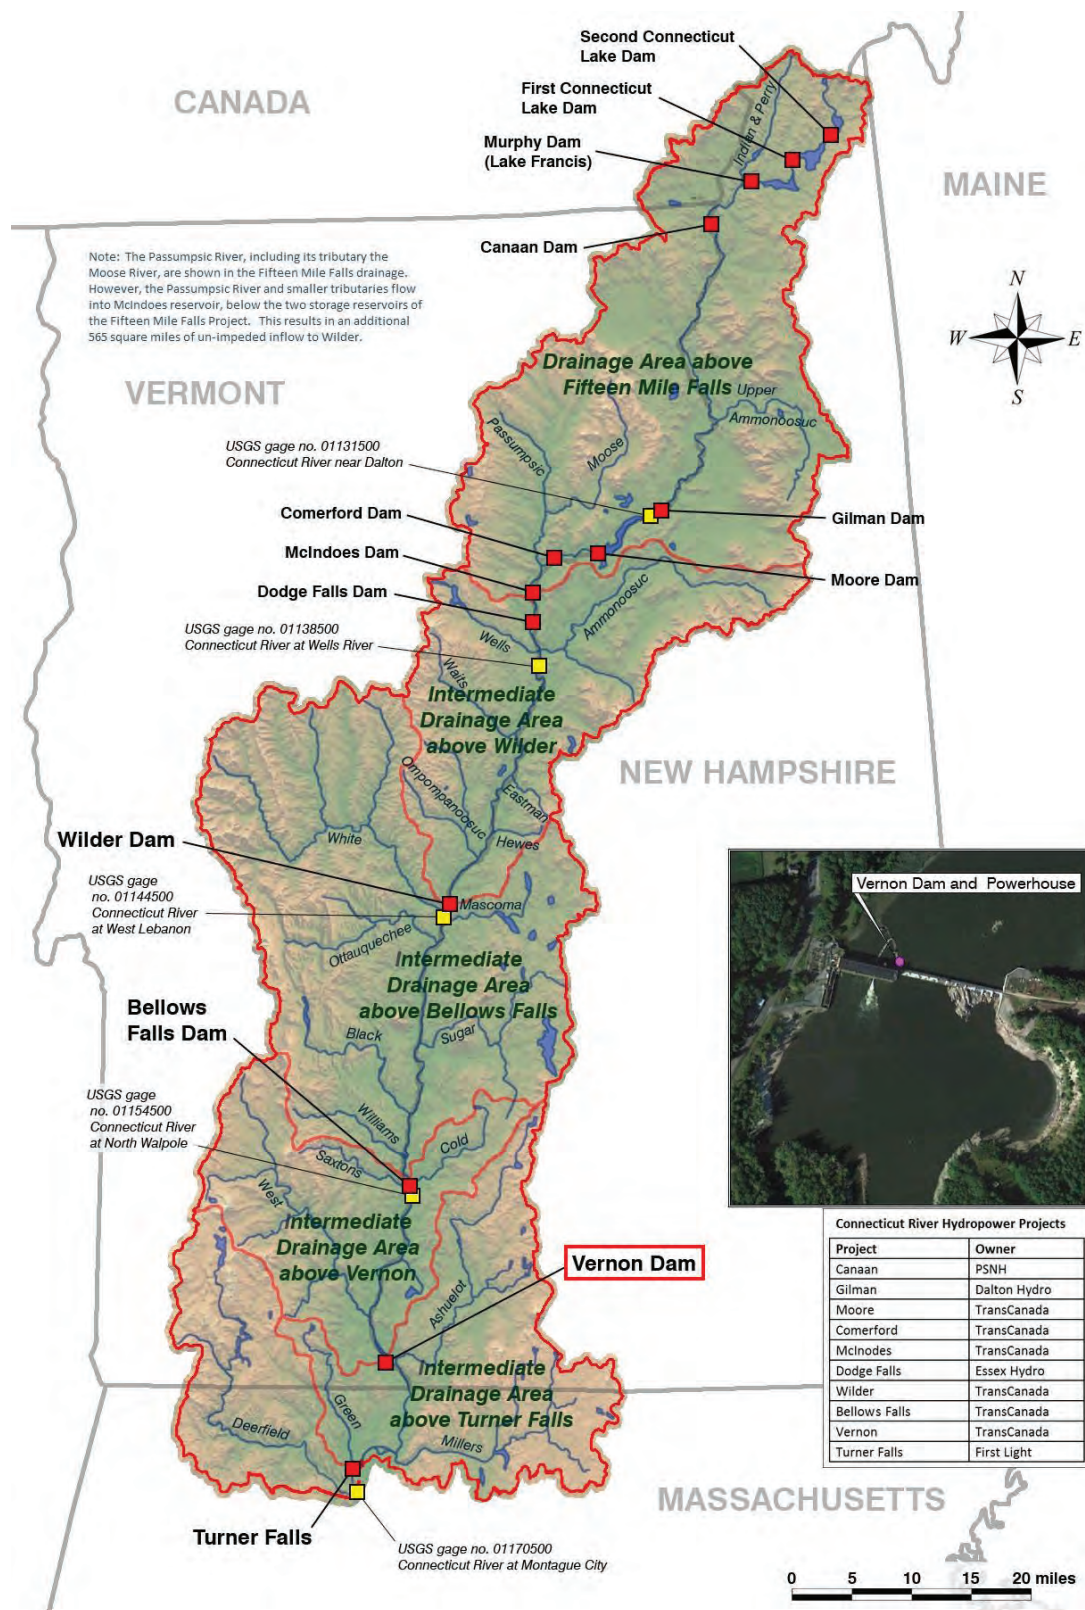 Second Connecticut
Lake Dam
First Connecticut
Lake Dam
CANADA
Indian & Perry
Murphy Dam
(Lake Francis)
MAINE
Canaan Dam
Note: The Passumpsic River, including its tributary the
Moose River, are shown in the Fifteen Mile Falls drainage.
However, the Passumpsic River and smaller tributaries flow
into McIndoes reservoir, below the two storage reservoirs of
the Fifteen Mile Falls Project. This results in an additional
565 square miles of un-impeded inflow to Wilder.
N
W
E
S
Drainage Area above
Fifteen Mile Falls
VERMONT
Upper
Ammonoosuc
Passumpsic
Moose
USGS gage no. 01131500
Connecticut River near Dalton
Comerford Dam
Gilman Dam
McIndoes Dam
Moore Dam
Dodge Falls Dam
Ammonoosuc
USGS gage no. 01138500
Connecticut River at Wells River
Wells
Waits
Intermediate
Drainage Area
above Wilder
NEW HAMPSHIRE
Ompompanoosuc
Eastman
Hewes
White
Wilder Dam
USGS gage
no. 01144500
Connecticut River
at West Lebanon
Mascoma
Ottauquechee
Vernon Dam and Powerhouse
Intermediate
Drainage Area
above Bellows Falls
Bellows
Falls Dam
Black
Sugar
USGS gage
no. 01154500
Connecticut River
at North Walpole
Williams
Cold
Saxtons
West
Intermediate
Drainage Area
above Vernon
Vernon Dam
Ashuelot
Connecticut River Hydropower Projects
Project Owner
Canaan PSNH
Gilman Dalton Hydro
Moore TransCanada
Comerford TransCanada
McInodes TransCanada
Dodge Falls Essex Hydro
Wilder TransCanada
Bellows Falls TransCanada
Vernon TransCanada
Turner Falls First Light
Intermediate
Drainage Area
above Turner Falls
Green
Deerfield
Millers
MASSACHUSETTS
Turner Falls
USGS gage no. 01170500
Connecticut River at Montague City
0 5 10 15 20 miles